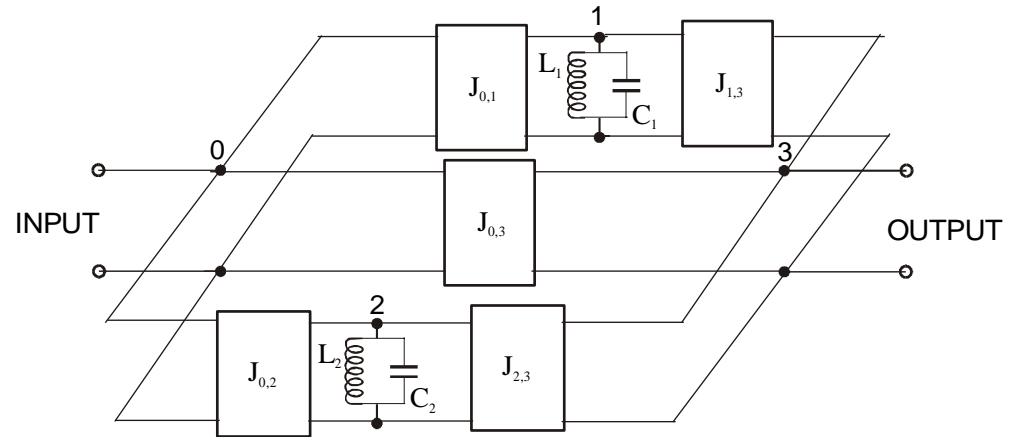 1
L₁
J₀,₁
J₁,₃
C₁
0
3
INPUT
J₀,₃
OUTPUT
2
L₂
J₀,₂
J₂,₃
C₂